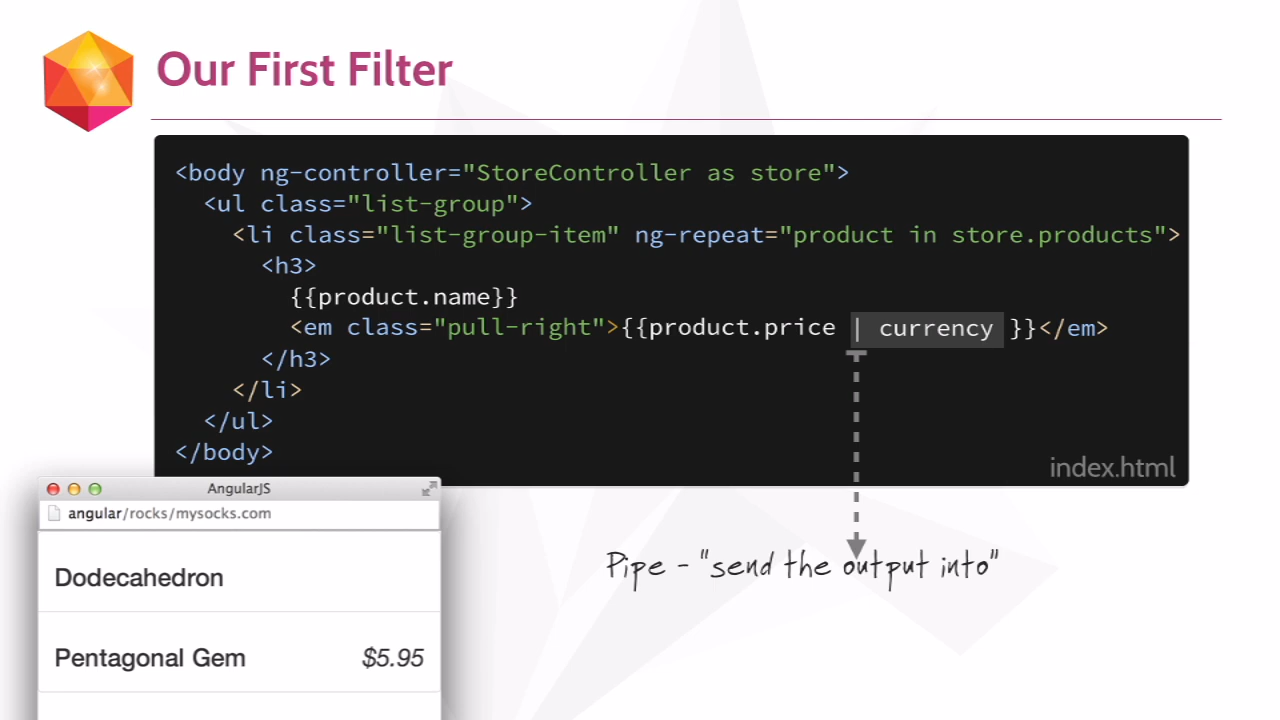 Our First Filter
<body ng-controller="StoreController as store">
<ul class="list-group">
<li class="list-group-item" ng-repeat="product in store.products">
<h3>
{{product.name}}
<em class="pull-right">{{product.price | currency }}</em>
</h3>
</li>
</ul>
</body>
index.html
AngularJS
angular/rocks/mysocks.com
Pipe - "send the output into"
Dodecahedron
Pentagonal Gem $5.95